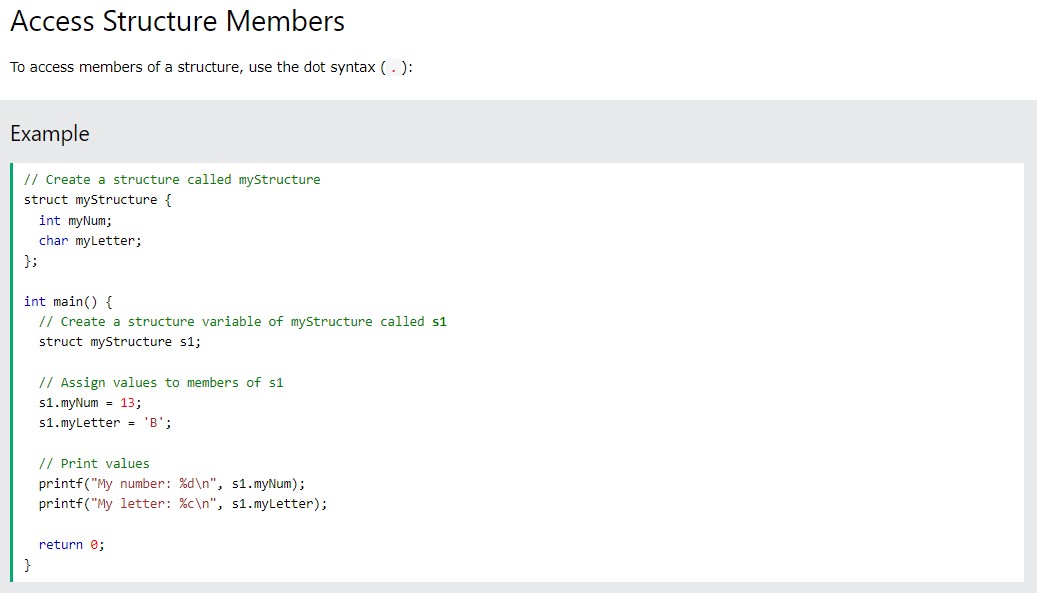 Access Structure Members
To access members of a structure, use the dot syntax ( . ):
Example
// Create a structure called myStructure
struct myStructure {
  int myNum;
  char myLetter;
};
int main() {
  // Create a structure variable of myStructure called s1
  struct myStructure s1;
  // Assign values to members of s1
  s1.myNum = 13;
  s1.myLetter = 'B';
  // Print values
  printf("My number: %d\n", s1.myNum);
  printf("My letter: %c\n", s1.myLetter);
  return 0;
}